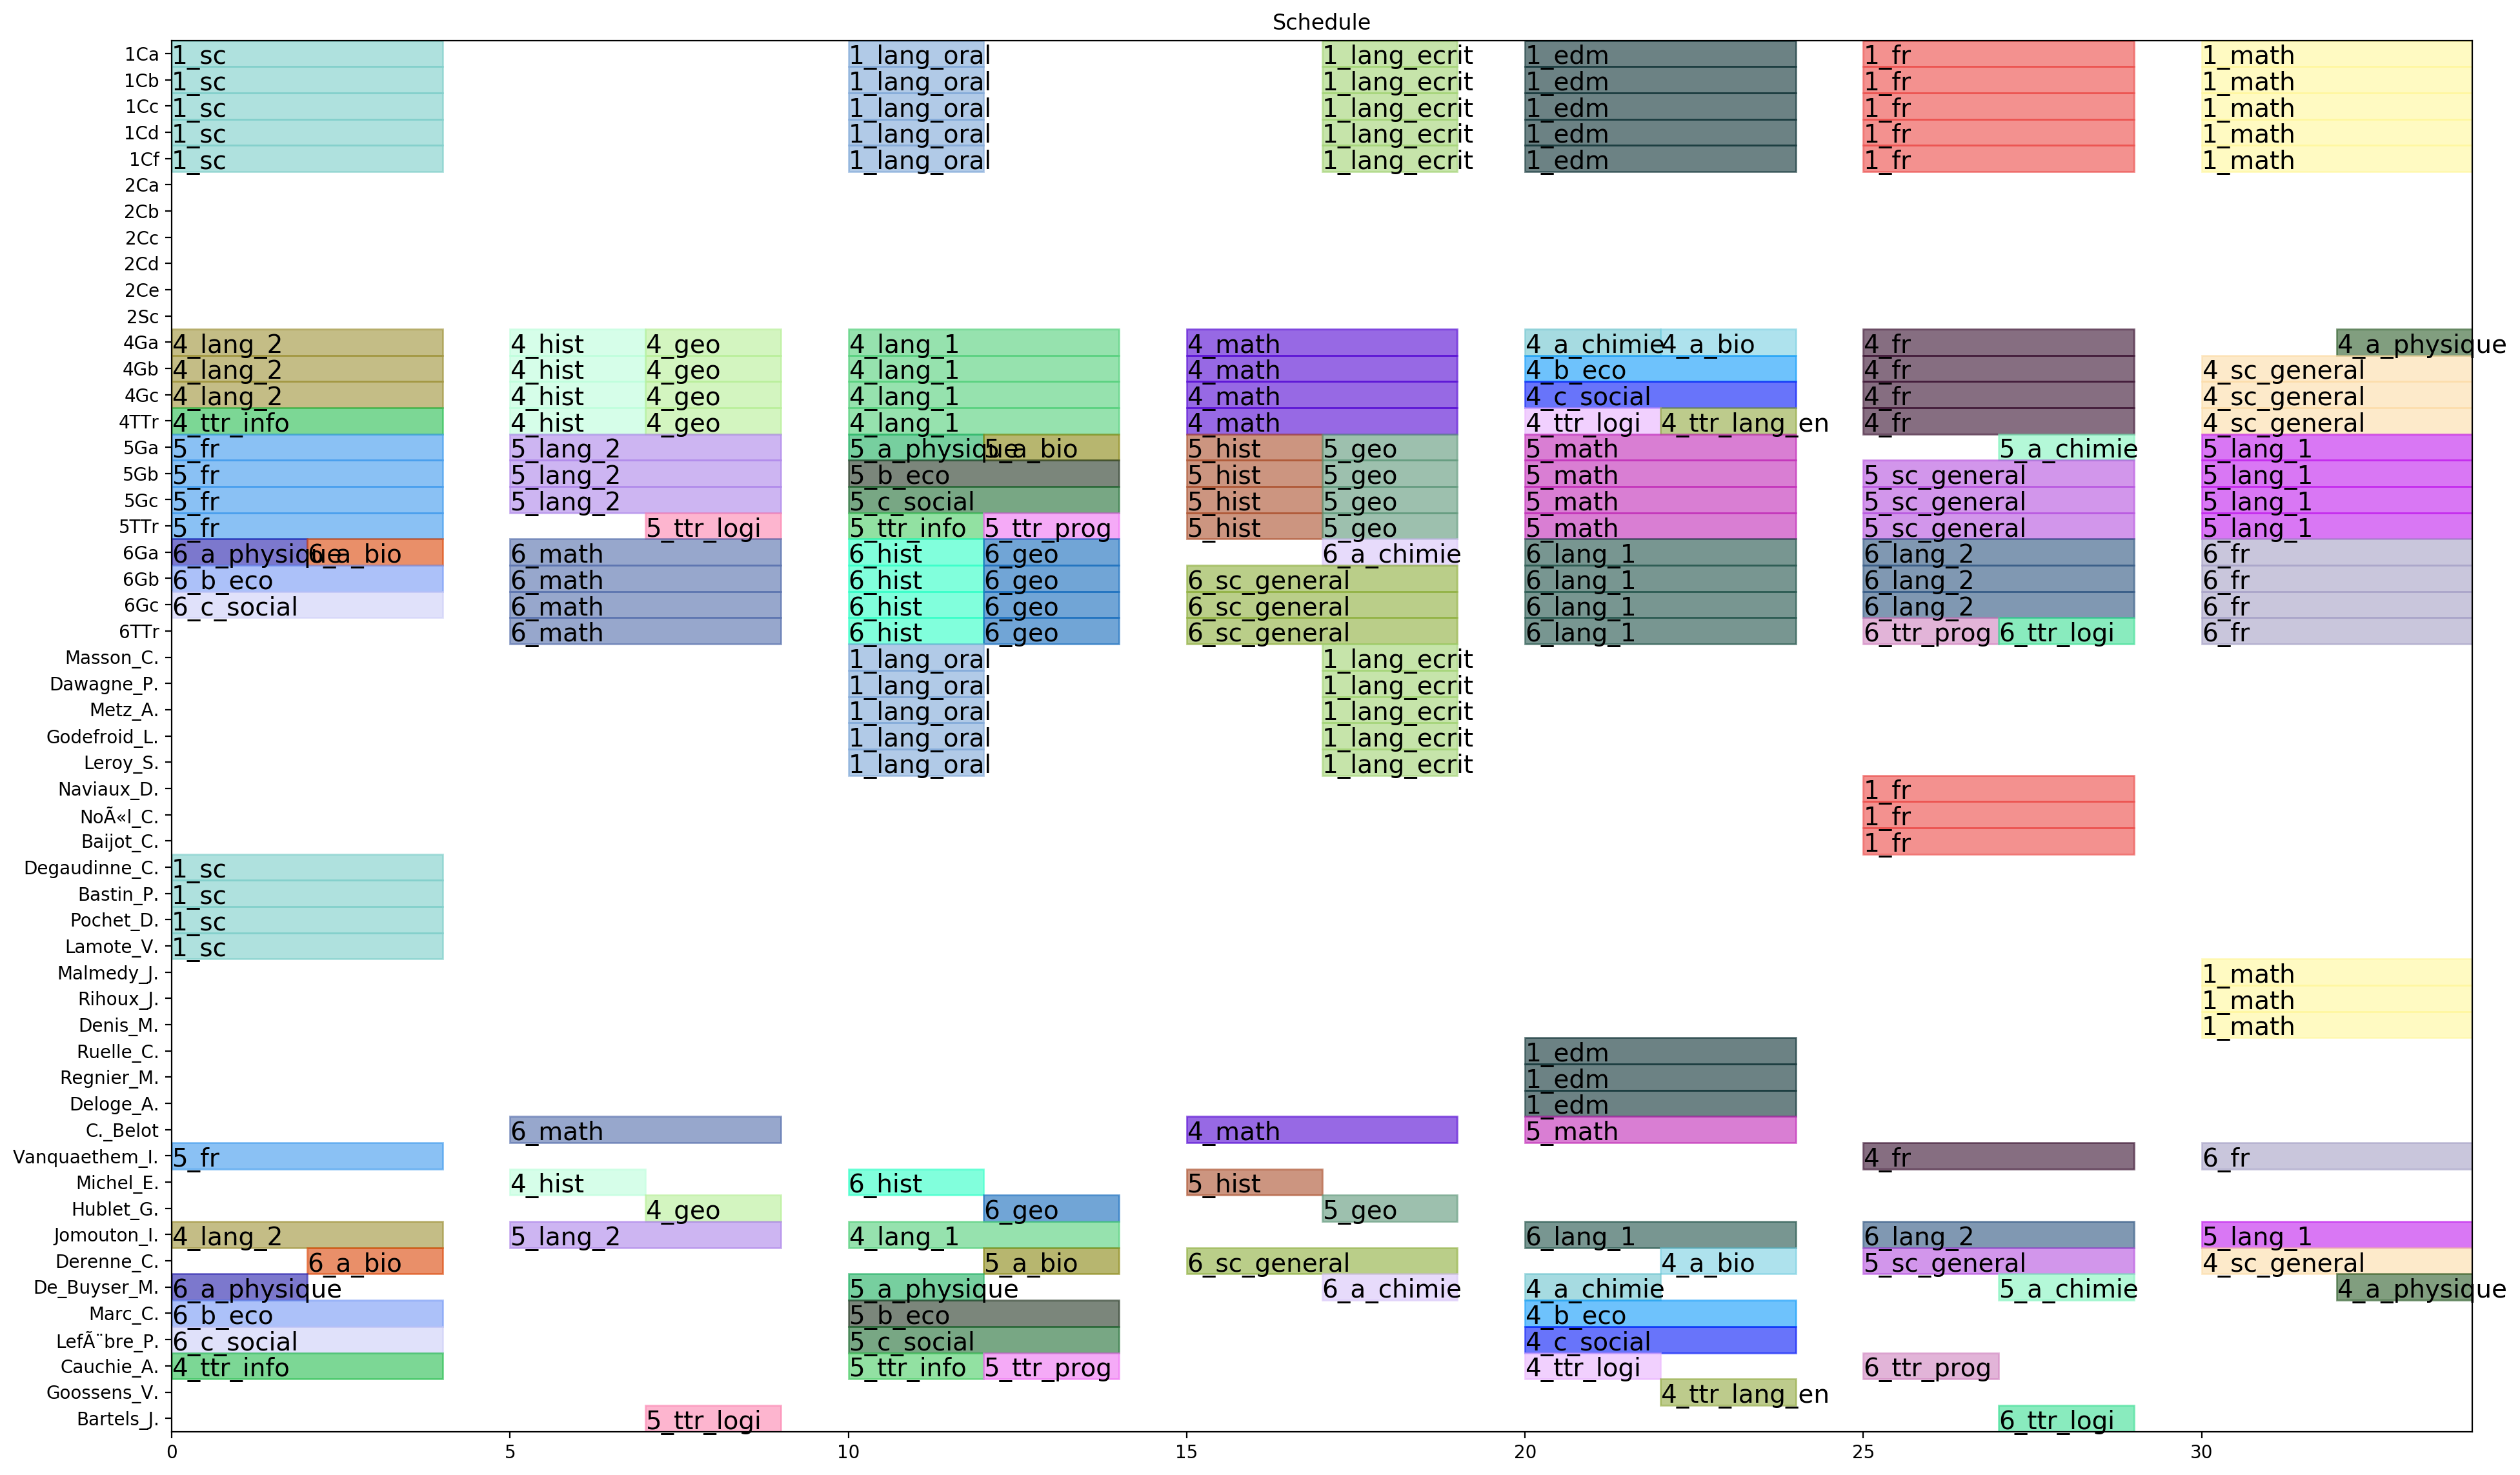 Schedule
1Ca 1_sc 1_lang_oral 1_lang_ecrit 1_edm 1_fr 1_math
1Cb 1_sc 1_lang_oral 1_lang_ecrit 1_edm 1_fr 1_math
1Cc 1_sc 1_lang_oral 1_lang_ecrit 1_edm 1_fr 1_math
1Cd 1_sc 1_lang_oral 1_lang_ecrit 1_edm 1_fr 1_math
1Cf 1_sc 1_lang_oral 1_lang_ecrit 1_edm 1_fr 1_math
2Ca
2Cb
2Cc
2Cd
2Ce
2Sc
4Ga 4_lang_2 4_hist 4_geo 4_lang_1 4_math 4_a_chimie 4_a_bio 4_fr 4_a_physique
4Gb 4_lang_2 4_hist 4_geo 4_lang_1 4_math 4_b_eco 4_fr 4_sc_general
4Gc 4_lang_2 4_hist 4_geo 4_lang_1 4_math 4_c_social 4_fr 4_sc_general
4TTr 4_ttr_info 4_hist 4_geo 4_lang_1 4_math 4_ttr_logi 4_ttr_lang_en 4_fr 4_sc_general
5Ga 5_fr 5_lang_2 5_a_physique 5_a_bio 5_hist 5_geo 5_math 5_a_chimie 5_lang_1
5Gb 5_fr 5_lang_2 5_b_eco 5_hist 5_geo 5_math 5_sc_general 5_lang_1
5Gc 5_fr 5_lang_2 5_c_social 5_hist 5_geo 5_math 5_sc_general 5_lang_1
5TTr 5_fr 5_ttr_logi 5_ttr_info 5_ttr_prog 5_hist 5_geo 5_math 5_sc_general 5_lang_1
6Ga 6_a_physique 6_a_bio 6_math 6_hist 6_geo 6_a_chimie 6_lang_1 6_lang_2 6_fr
6Gb 6_b_eco 6_math 6_hist 6_geo 6_sc_general 6_lang_1 6_lang_2 6_fr
6Gc 6_c_social 6_math 6_hist 6_geo 6_sc_general 6_lang_1 6_lang_2 6_fr
6TTr 6_math 6_hist 6_geo 6_sc_general 6_lang_1 6_ttr_prog 6_ttr_logi 6_fr
Masson_C. 1_lang_oral 1_lang_ecrit
Dawagne_P. 1_lang_oral 1_lang_ecrit
Metz_A. 1_lang_oral 1_lang_ecrit
Godefroid_L. 1_lang_oral 1_lang_ecrit
Leroy_S. 1_lang_oral 1_lang_ecrit
Naviaux_D. 1_fr
NoÃ«l_C. 1_fr
Baijot_C. 1_fr
Degaudinne_C. 1_sc
Bastin_P. 1_sc
Pochet_D. 1_sc
Lamote_V. 1_sc
Malmedy_J. 1_math
Rihoux_J. 1_math
Denis_M. 1_math
Ruelle_C. 1_edm
Regnier_M. 1_edm
Deloge_A. 1_edm
C._Belot 6_math 4_math 5_math
Vanquaethem_I. 5_fr 4_fr 6_fr
Michel_E. 4_hist 6_hist 5_hist
Hublet_G. 4_geo 6_geo 5_geo
Jomouton_I. 4_lang_2 5_lang_2 4_lang_1 6_lang_1 6_lang_2 5_lang_1
Derenne_C. 6_a_bio 5_a_bio 6_sc_general 4_a_bio 5_sc_general 4_sc_general
De_Buyser_M. 6_a_physique 5_a_physique 6_a_chimie 4_a_chimie 5_a_chimie 4_a_physique
Marc_C. 6_b_eco 5_b_eco 4_b_eco
LefÃ¨bre_P. 6_c_social 5_c_social 4_c_social
Cauchie_A. 4_ttr_info 5_ttr_info 5_ttr_prog 4_ttr_logi 6_ttr_prog
Goossens_V. 4_ttr_lang_en
Bartels_J. 5_ttr_logi 6_ttr_logi
0 5 10 15 20 25 30